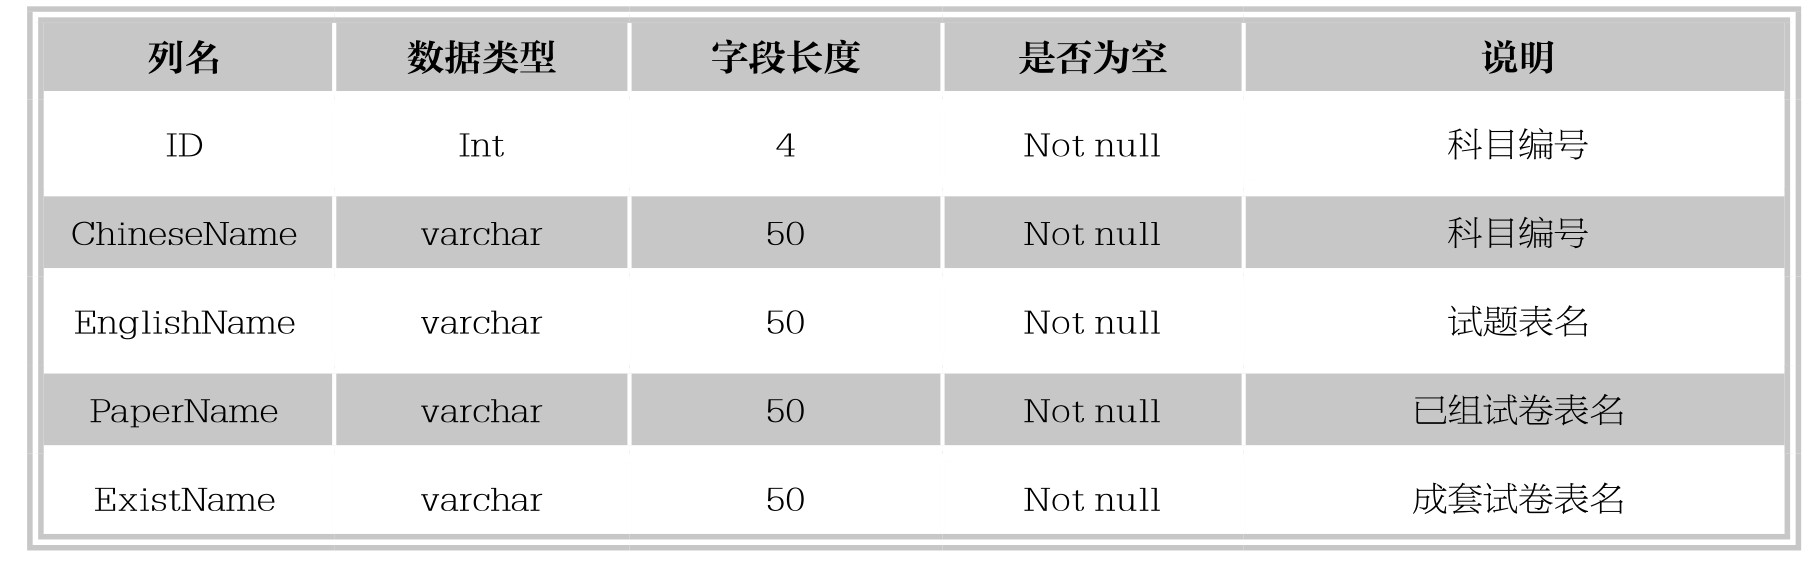 列名 数据类型 字段长度 是否为空 说明
ID Int 4 Not null 科目编号
ChineseName varchar 50 Not null 科目编号
EnglishName varchar 50 Not null 试题表名
PaperName varchar 50 Not null 已组试卷表名
ExistName varchar 50 Not null 成套试卷表名